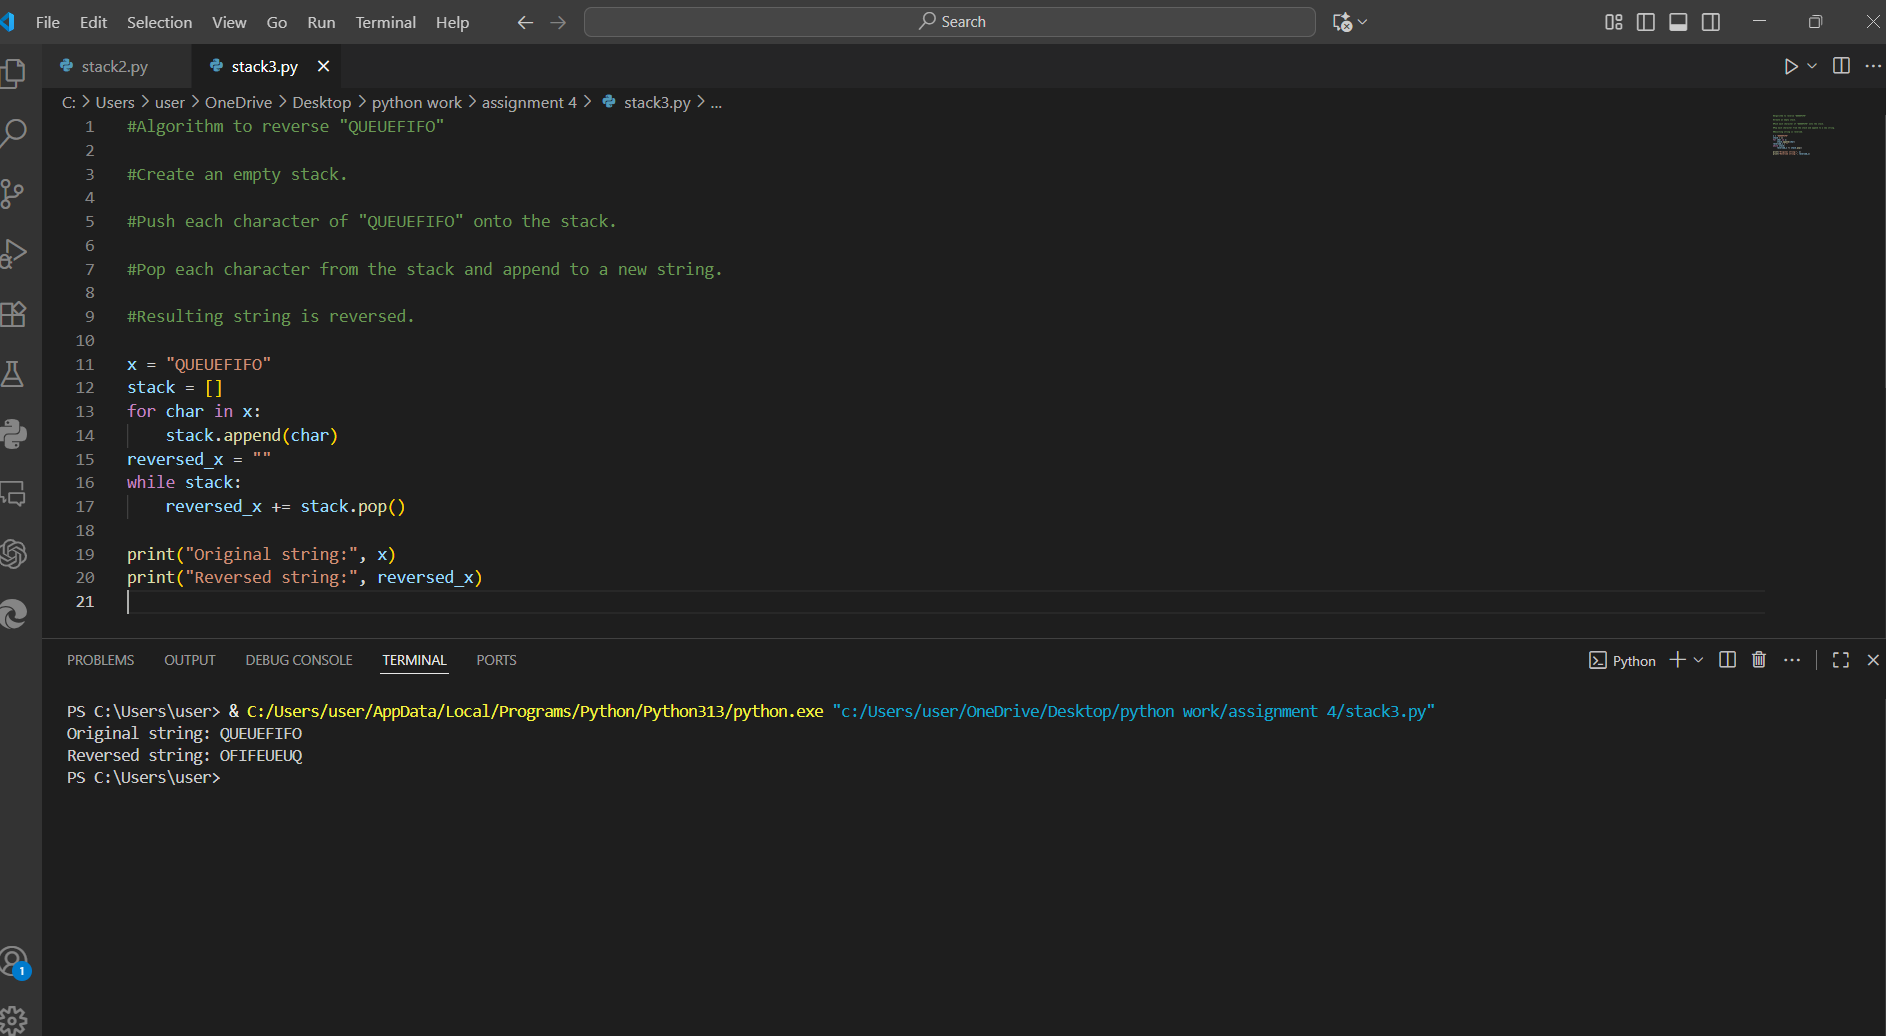 File Edit Selection View Go Run Terminal Help Search
stack2.py stack3.py
C: > Users > user > OneDrive > Desktop > python work > assignment 4 > stack3.py > ...
1 #Algorithm to reverse "QUEUEFIFO"
2
3 #Create an empty stack.
4
5 #Push each character of "QUEUEFIFO" onto the stack.
6
7 #Pop each character from the stack and append to a new string.
8
9 #Resulting string is reversed.
10
11 x = "QUEUEFIFO"
12 stack = []
13 for char in x:
14     stack.append(char)
15 reversed_x = ""
16 while stack:
17     reversed_x += stack.pop()
18
19 print("Original string:", x)
20 print("Reversed string:", reversed_x)
21
PROBLEMS OUTPUT DEBUG CONSOLE TERMINAL PORTS Python
PS C:\Users\user> & C:/Users/user/AppData/Local/Programs/Python/Python313/python.exe "c:/Users/user/OneDrive/Desktop/python work/assignment 4/stack3.py"
Original string: QUEUEFIFO
Reversed string: OFIFEUEUQ
PS C:\Users\user>
1